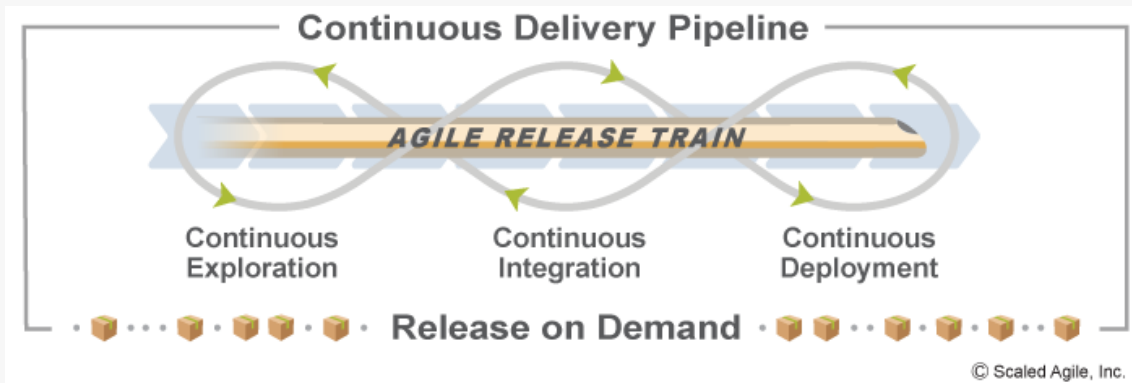 Continuous Delivery Pipeline
AGILE RELEASE TRAIN
Continuous
Exploration
Continuous
Integration
Continuous
Deployment
Release on Demand
© Scaled Agile, Inc.